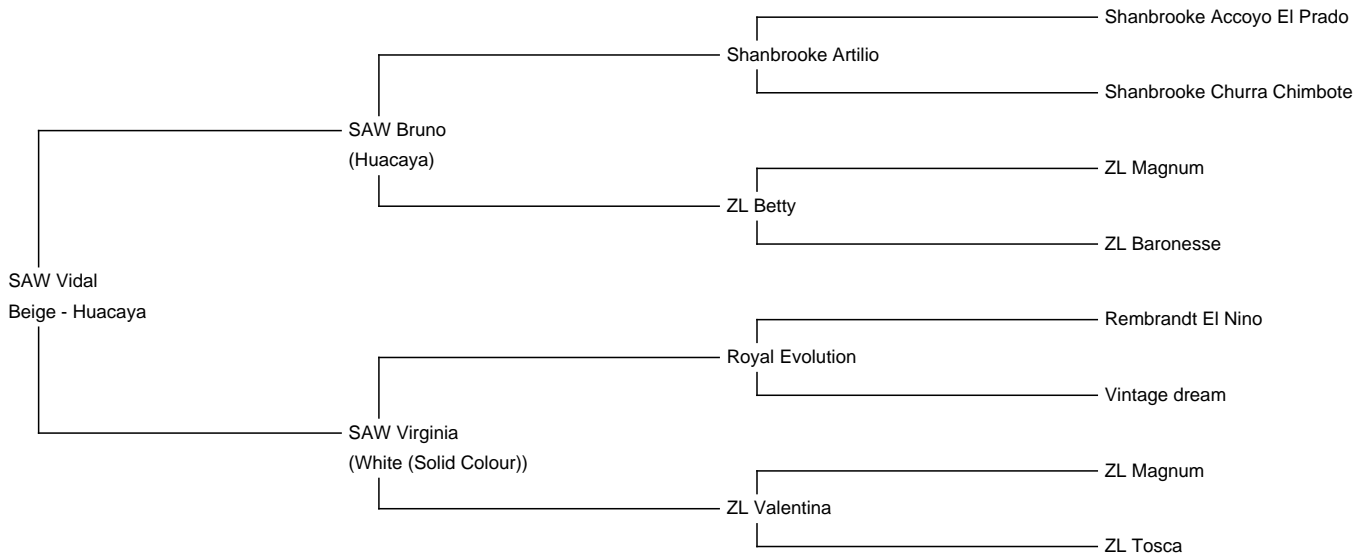 Shanbrooke Accoyo El Prado
Shanbrooke Artilio
Shanbrooke Churra Chimbote
SAW Bruno
(Huacaya)
ZL Magnum
ZL Betty
ZL Baronesse
SAW Vidal
Beige - Huacaya
Rembrandt El Nino
Royal Evolution
Vintage dream
SAW Virginia
(White (Solid Colour))
ZL Magnum
ZL Valentina
ZL Tosca